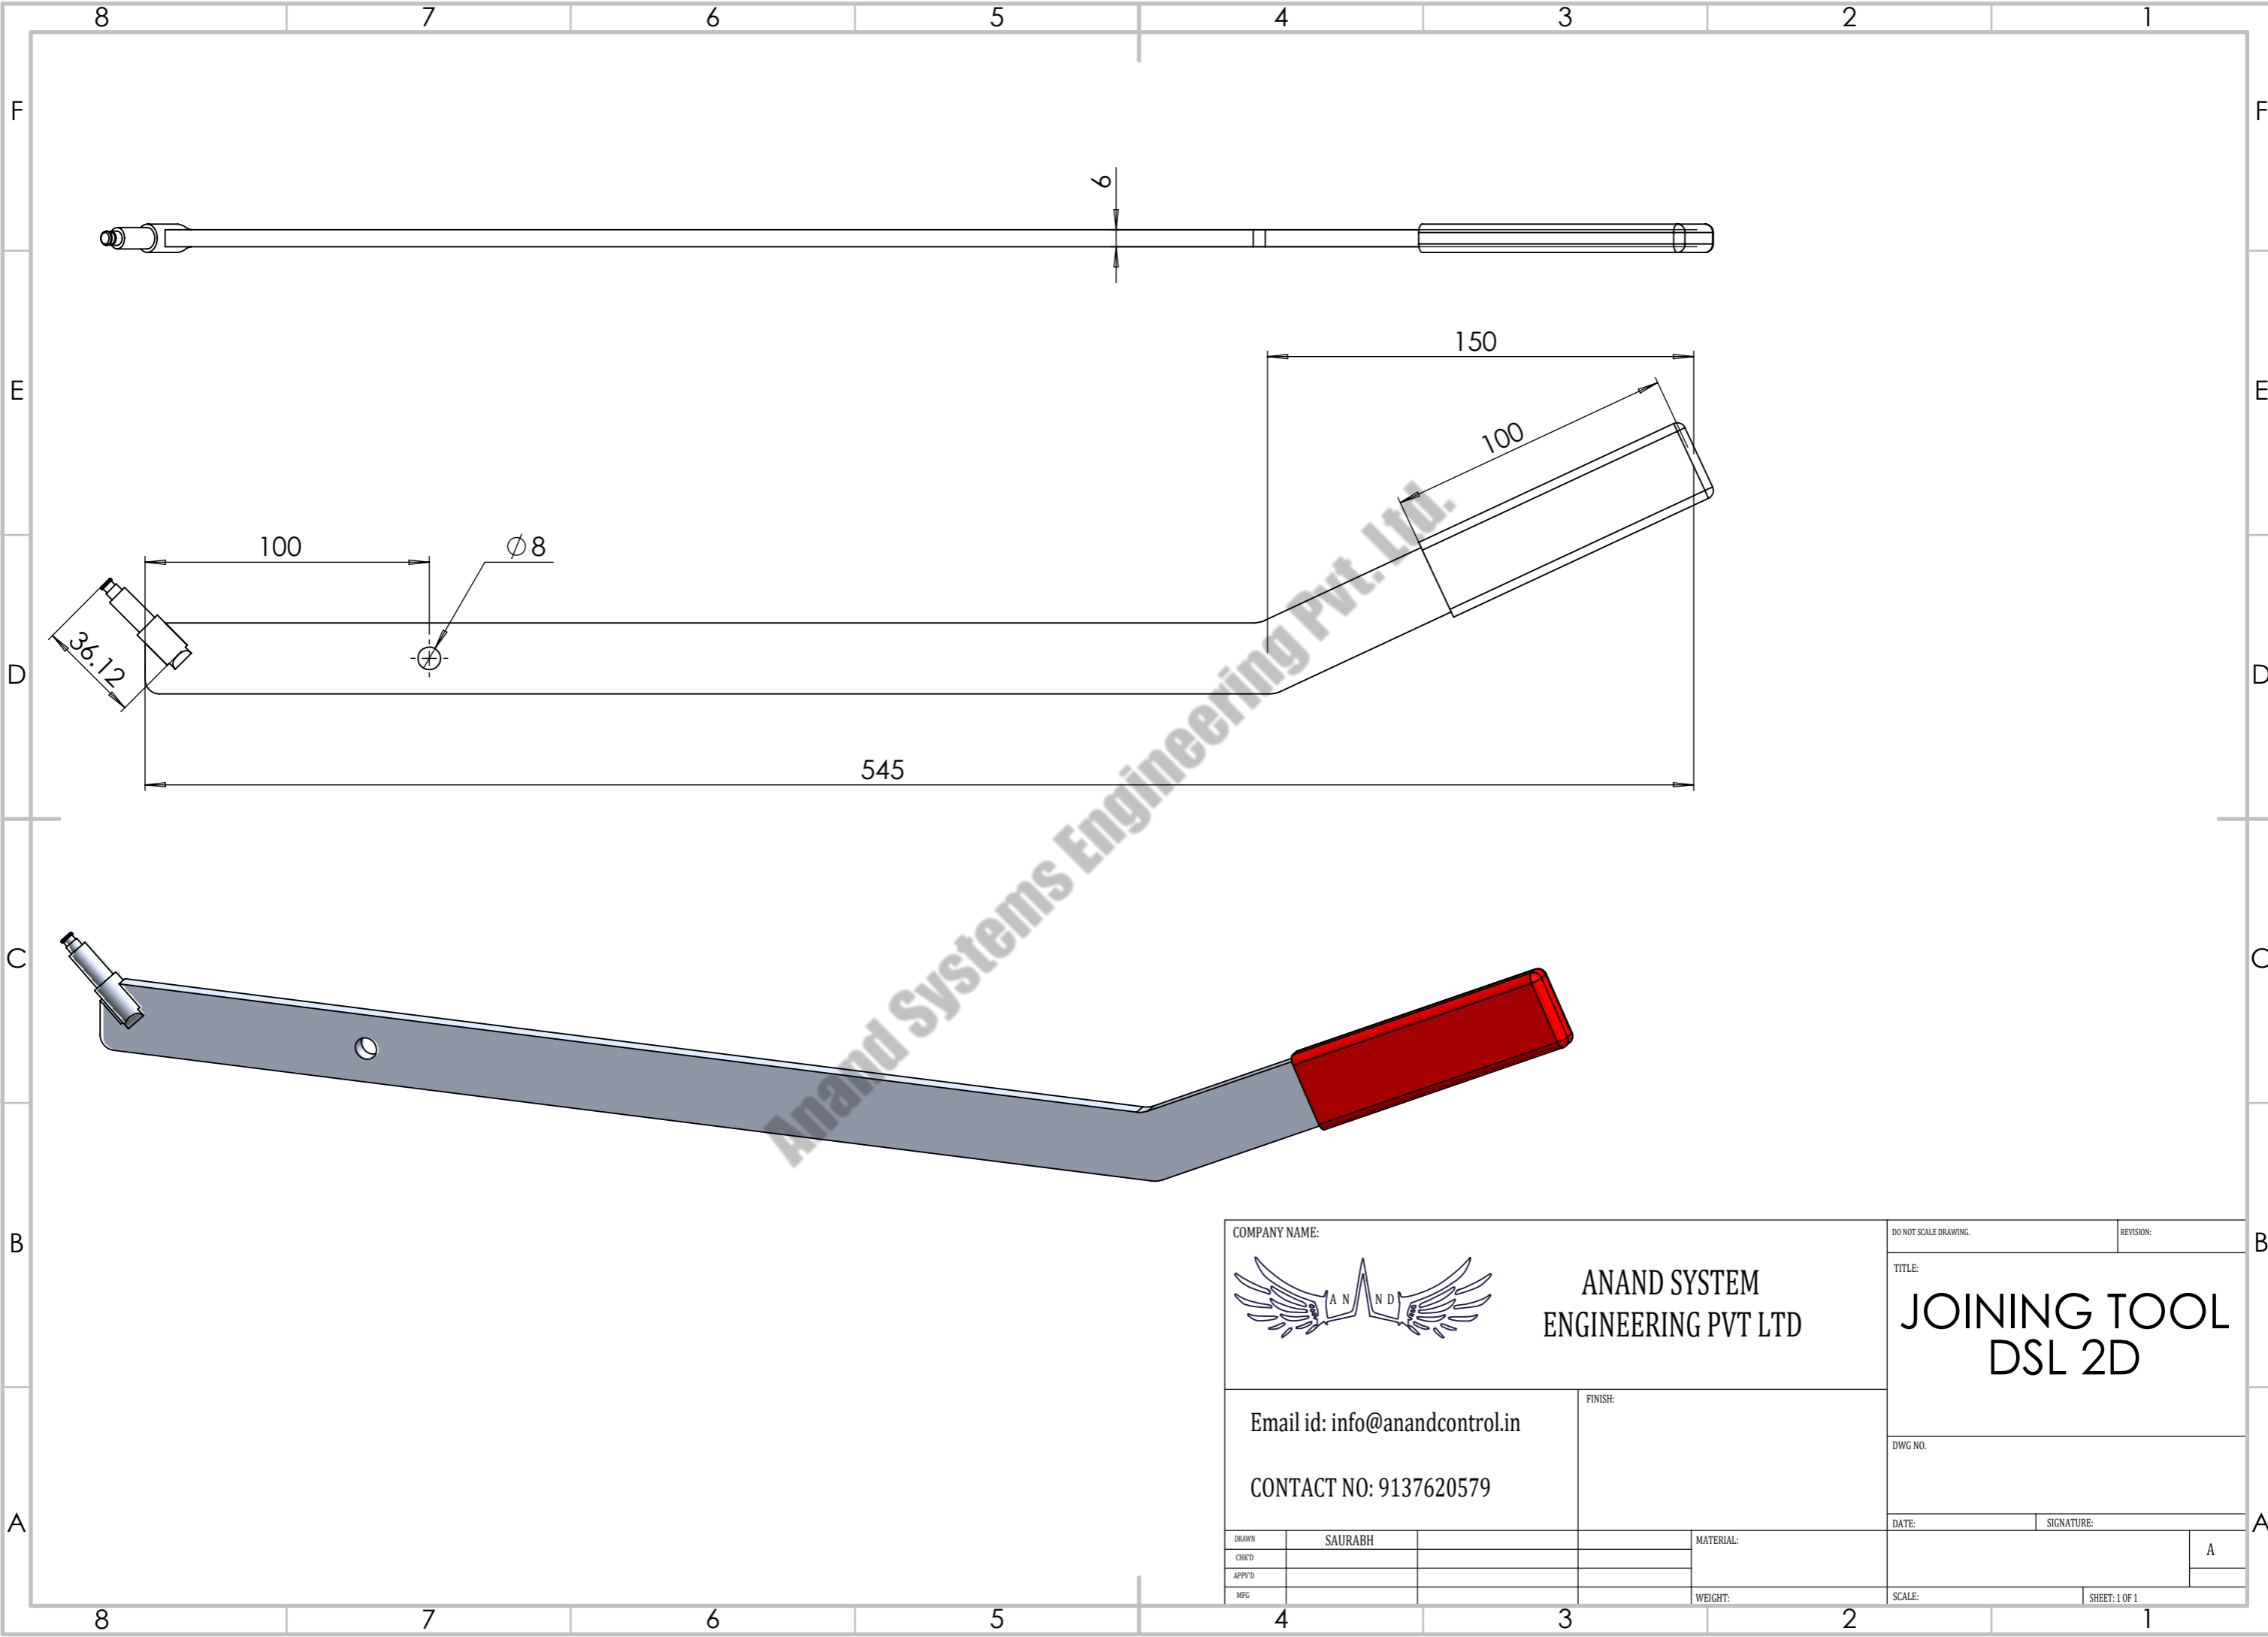 8 7 6 5 4 3 2 1
F F
6
150
E E
100
100
⌀8
36.12
D D
545
Anand Systems Engineering Pvt. Ltd.
C C
B B
COMPANY NAME:
A N N D
ANAND SYSTEM
ENGINEERING PVT LTD
DO NOT SCALE DRAWING.
REVISION:
TITLE:
JOINING TOOL
DSL 2D
Email id: info@anandcontrol.in
CONTACT NO: 9137620579
FINISH:
DWG NO.
DATE:
SIGNATURE:
A A
DRAWN SAURABH
CHK'D
APPV'D
MFG
MATERIAL:
WEIGHT:
A
SCALE:
SHEET: 1 OF 1
8 7 6 5 4 3 2 1